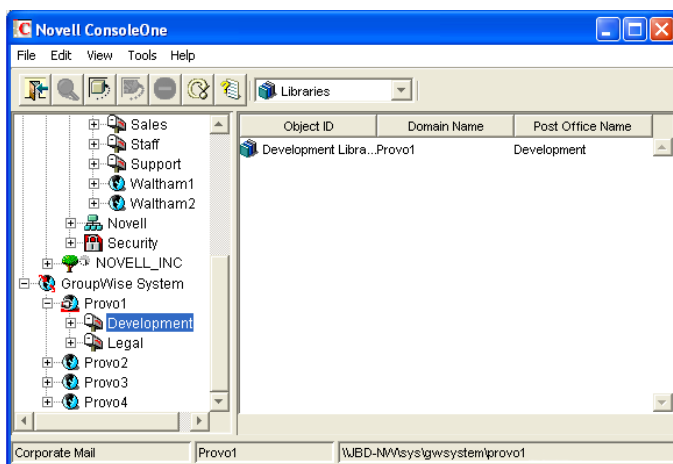 Novell ConsoleOne
File Edit View Tools Help
Libraries
Sales
Staff
Support
Waltham1
Waltham2
Novell
Security
NOVELL_INC
GroupWise System
Provo1
Development
Legal
Provo2
Provo3
Provo4
Object ID Domain Name Post Office Name
Development Libra...Provo1 Development
Corporate Mail Provo1 \\JBD-NW\sys\gwsystem\provo1